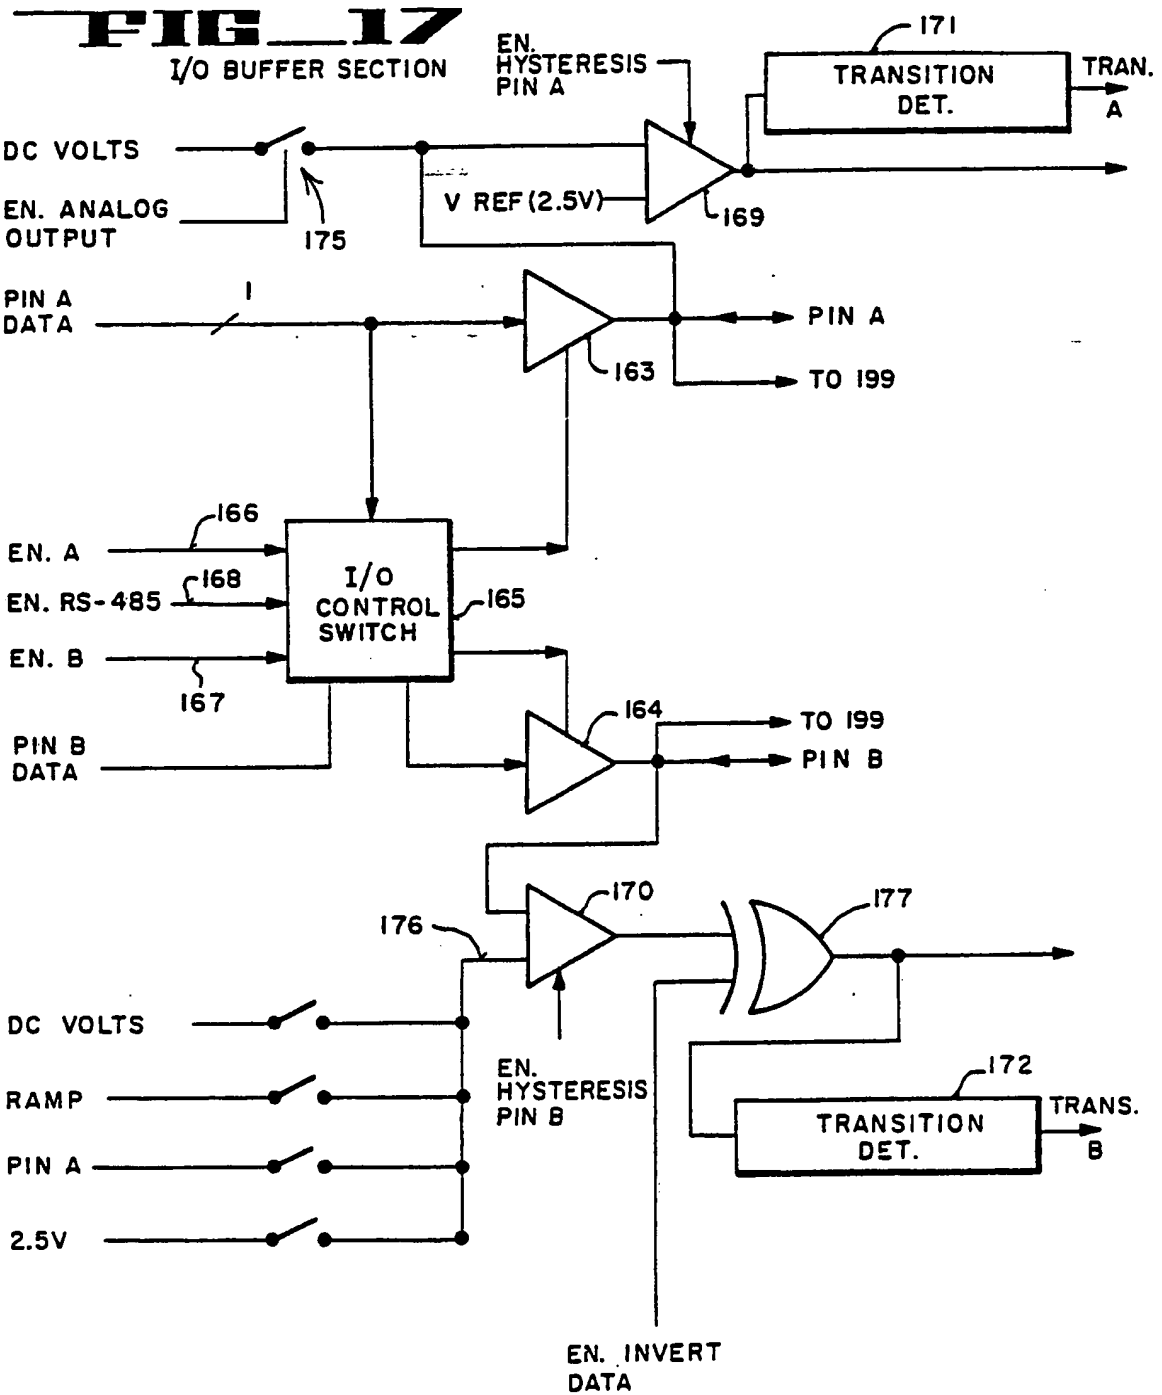 FIG_17
I/O BUFFER SECTION
EN.
HYSTERESIS
PIN A
171
TRANSITION
DET.
TRAN.
A
DC VOLTS
EN. ANALOG
OUTPUT
175
V REF (2.5V)
169
PIN A
DATA
1
163
PIN A
TO 199
166
EN. A
168
EN. RS-485
I/O
CONTROL
SWITCH
165
EN. B
167
PIN B
DATA
164
TO 199
PIN B
170
176
177
DC VOLTS
RAMP
PIN A
2.5V
EN.
HYSTERESIS
PIN B
172
TRANSITION
DET.
TRANS.
B
EN. INVERT
DATA